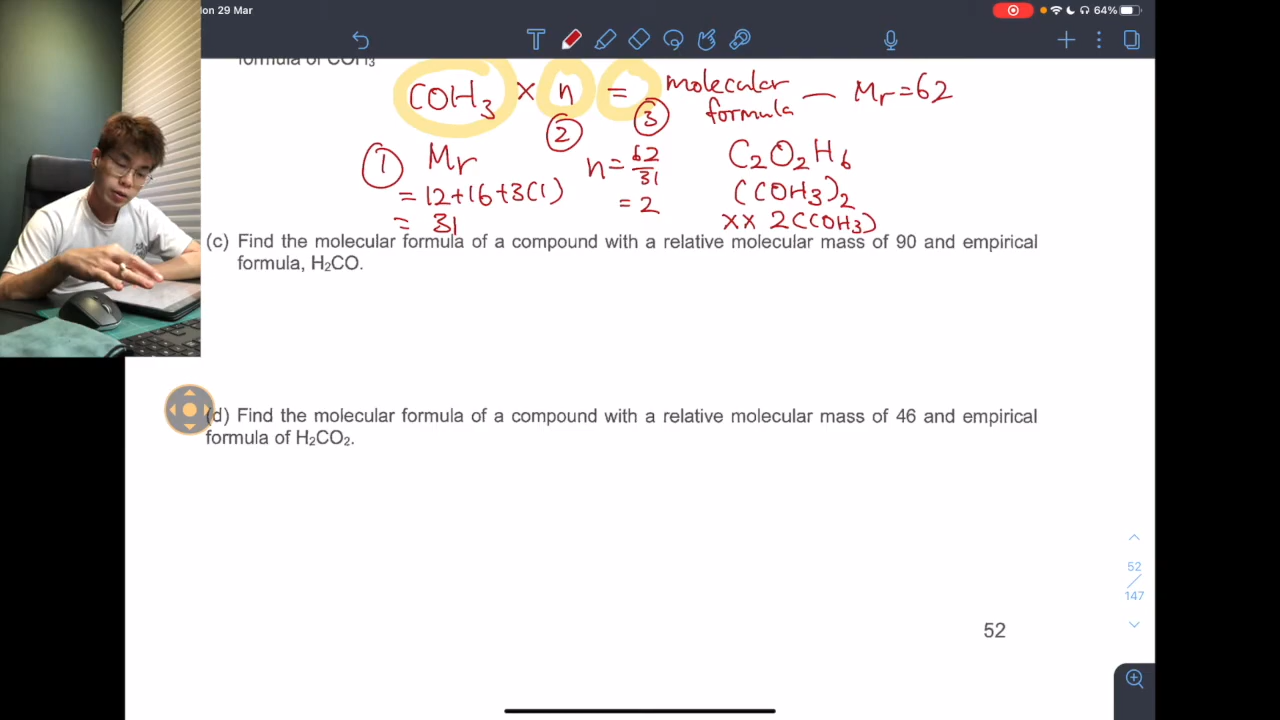 Mon 29 Mar
64%
formula of COH3
COH3 × n = molecular formula — Mr=62
② ③
① Mr
= 12+16+3(1)
= 31
n = 62/31
= 2
C2O2H6
(COH3)2
xx 2(COH3)
(c) Find the molecular formula of a compound with a relative molecular mass of 90 and empirical
formula, H₂CO.
(d) Find the molecular formula of a compound with a relative molecular mass of 46 and empirical
formula of H₂CO₂.
52
/
147
52